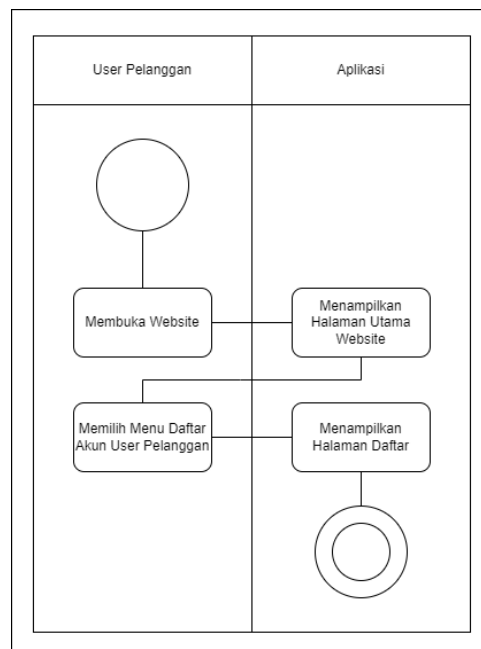 User Pelanggan
Aplikasi
Membuka Website
Menampilkan
Halaman Utama
Website
Memilih Menu Daftar
Akun User Pelanggan
Menampilkan
Halaman Daftar